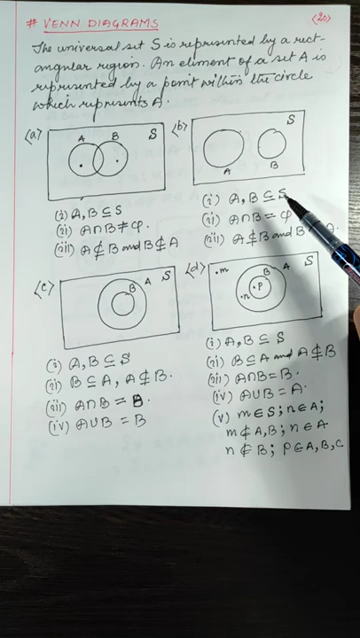 # VENN DIAGRAMS (20)
The universal set S is represented by a rect-
angular region. An element of a set A is
represented by a point within the circle
which represents A.
(a) A B S
(i) A, B ⊆ S
(ii) A∩B ≠ φ.
(iii) A ⊈ B and B ⊈ A
(b) S A B
(i) A, B ⊆ S
(ii) A∩B = φ
(iii) A ⊈ B and B A.
(c) B A S
(i) A, B ⊆ S
(ii) B ⊆ A, A ⊈ B.
(iii) A∩B = B.
(iv) A∪B = B
(d) .m B A S .n .p
(i) A, B ⊆ S
(ii) B ⊆ A and A ⊈ B
(iii) A∩B = B.
(iv) A∪B = A.
(v) m ∈ S; n ∈ A;
m ∉ A, B; n ∈ A
n ∉ B; p ∈ A, B, C